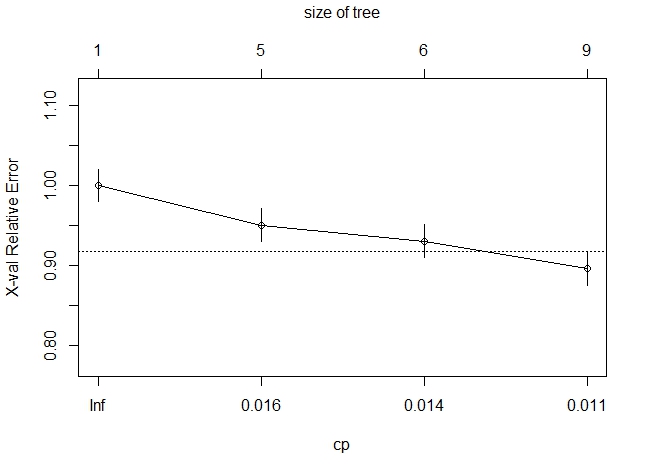 size of tree
1 5 6 9
1.10
1.00
0.90
0.80
X-val Relative Error
Inf 0.016 0.014 0.011
cp